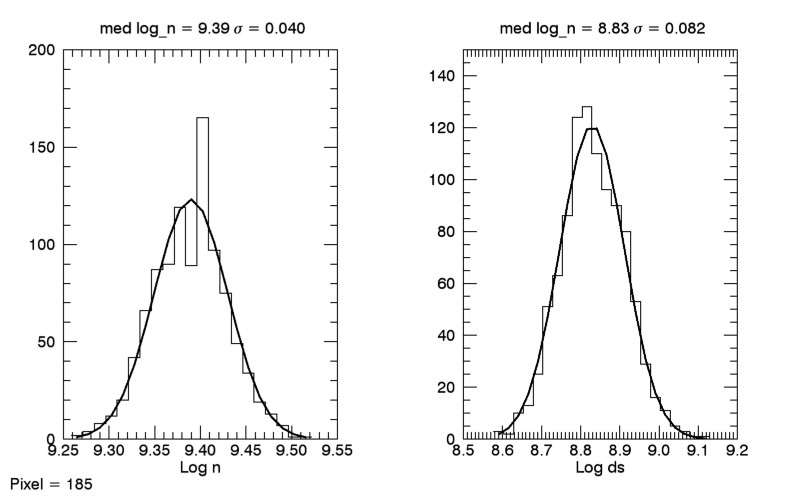 med log_n = 9.39 σ = 0.040
200
150
100
50
0
9.25 9.30 9.35 9.40 9.45 9.50 9.55
Log n
med log_n = 8.83 σ = 0.082
140
120
100
80
60
40
20
0
8.5 8.6 8.7 8.8 8.9 9.0 9.1 9.2
Log ds
Pixel = 185